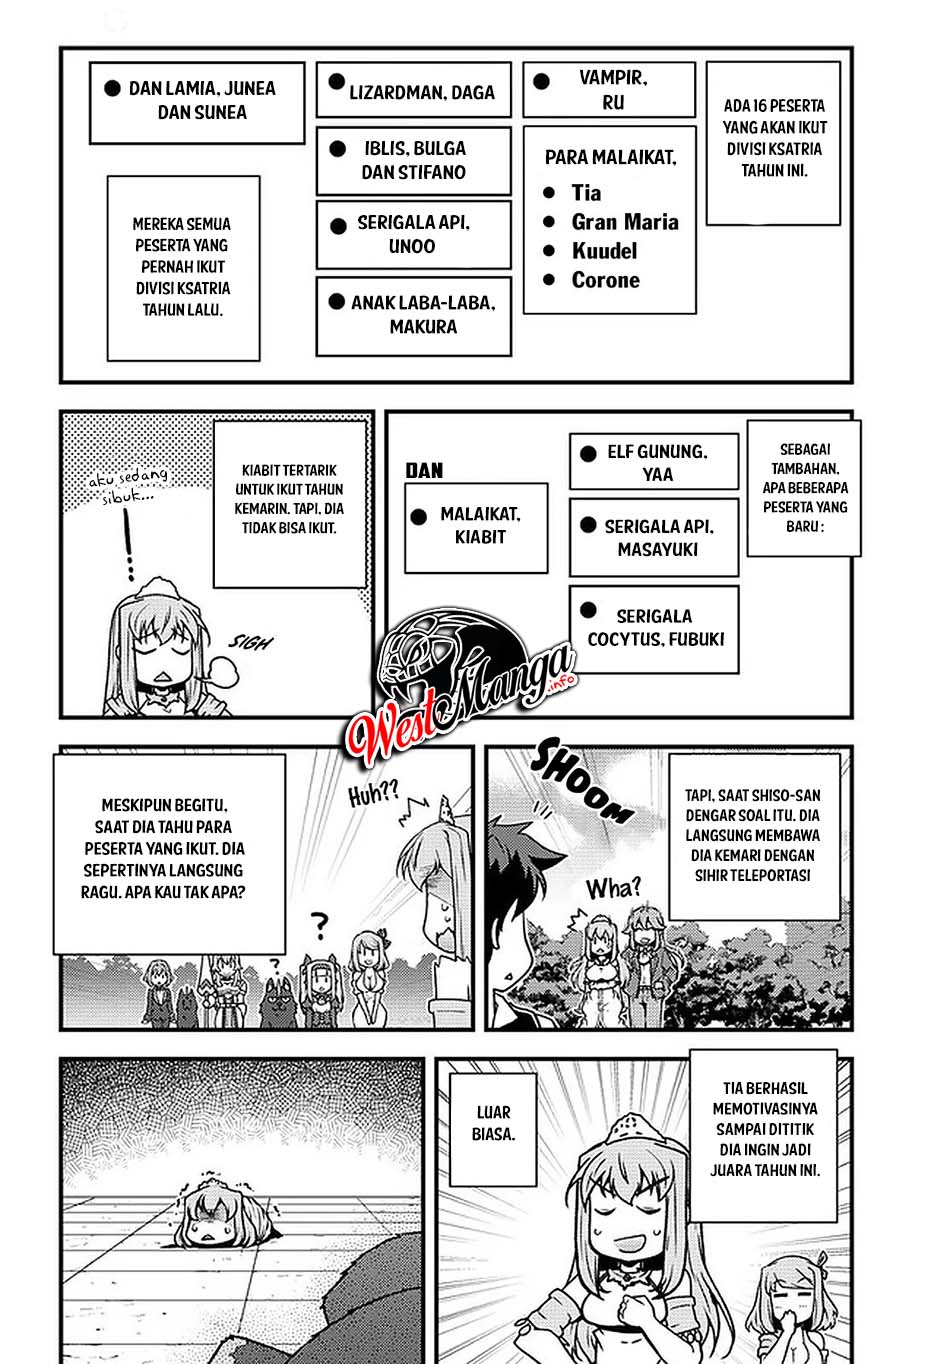 ADA 16 PESERTA
YANG AKAN IKUT
DIVISI KSATRIA
TAHUN INI.
● VAMPIR,
RU
PARA MALAIKAT,
● Tia
● Gran Maria
● Kuudel
● Corone
● LIZARDMAN, DAGA
● IBLIS, BULGA
DAN STIFANO
● SERIGALA API,
UNOO
● ANAK LABA-LABA,
MAKURA
● DAN LAMIA, JUNEA
DAN SUNEA
MEREKA SEMUA
PESERTA YANG
PERNAH IKUT
DIVISI KSATRIA
TAHUN LALU.
SEBAGAI
TAMBAHAN,
APA BEBERAPA
PESERTA YANG
BARU :
● ELF GUNUNG,
YAA
● SERIGALA API,
MASAYUKI
● SERIGALA
COCYTUS, FUBUKI
DAN
● MALAIKAT,
KIABIT
KIABIT TERTARIK
UNTUK IKUT TAHUN
KEMARIN. TAPI, DIA
TIDAK BISA IKUT.
aku sedang
sibuk...
SIGH
WestManga
.info
TAPI, SAAT SHISO-SAN
DENGAR SOAL ITU. DIA
LANGSUNG MEMBAWA
DIA KEMARI DENGAN
SIHIR TELEPORTASI
SHOOM
Wha?
MESKIPUN BEGITU,
SAAT DIA TAHU PARA
PESERTA YANG IKUT. DIA
SEPERTINYA LANGSUNG
RAGU. APA KAU TAK APA?
Huh??
?
?
?
TIA BERHASIL
MEMOTIVASINYA
SAMPAI DITITIK
DIA INGIN JADI
JUARA TAHUN INI.
LUAR
BIASA.